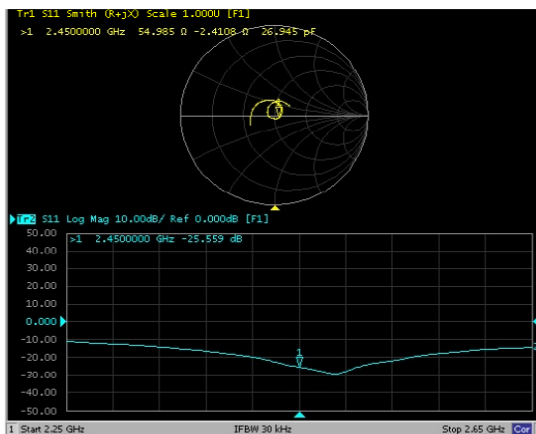 Tr1 S11 Smith (R+jX) Scale 1.000U [F1]
>1 2.4500000 GHz 54.985 Ω -2.4108 Ω 26.945 pF
1
Tr2 S11 Log Mag 10.00dB/ Ref 0.000dB [F1]
50.00
>1 2.4500000 GHz -25.559 dB
40.00
30.00
20.00
10.00
0.000
-10.00
-20.00
1
-30.00
-40.00
-50.00
1 Start 2.25 GHz IFBW 30 kHz Stop 2.65 GHz Cor